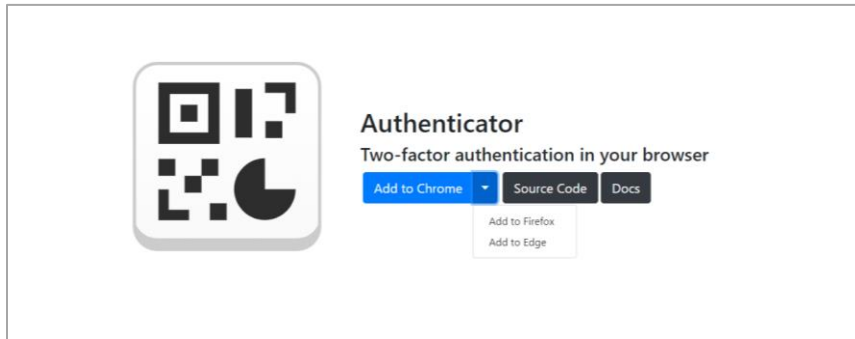 Authenticator
Two-factor authentication in your browser
Add to Chrome Source Code Docs
Add to Firefox
Add to Edge